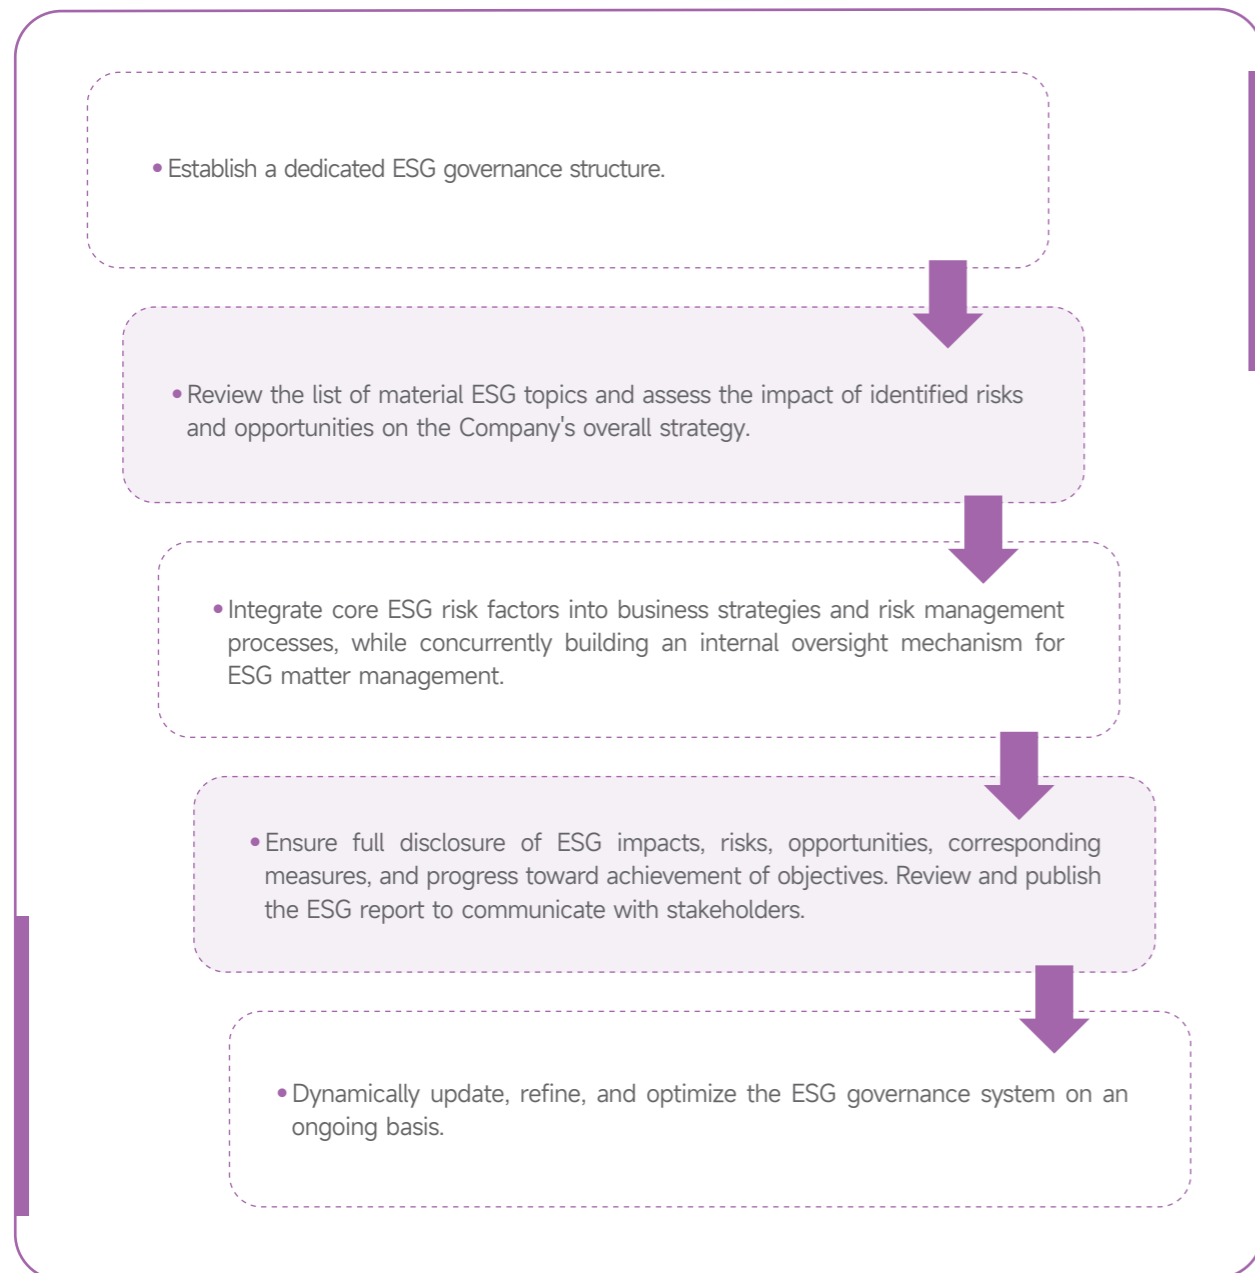 • Establish a dedicated ESG governance structure.
• Review the list of material ESG topics and assess the impact of identified risks
and opportunities on the Company's overall strategy.
• Integrate core ESG risk factors into business strategies and risk management
processes, while concurrently building an internal oversight mechanism for
ESG matter management.
• Ensure full disclosure of ESG impacts, risks, opportunities, corresponding
measures, and progress toward achievement of objectives. Review and publish
the ESG report to communicate with stakeholders.
• Dynamically update, refine, and optimize the ESG governance system on an
ongoing basis.